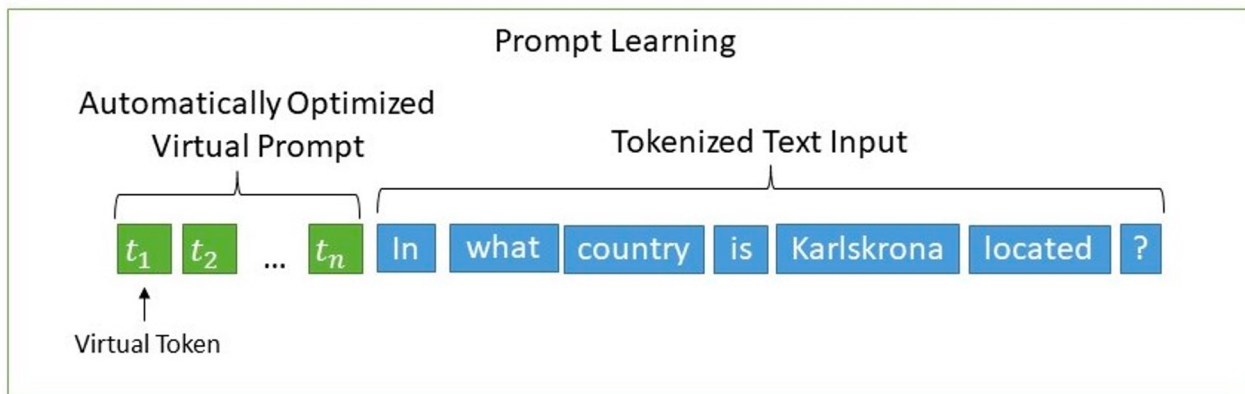 Prompt Learning
Automatically Optimized
Virtual Prompt
Tokenized Text Input
t₁ t₂ ... tₙ In what country is Karlskrona located ?
Virtual Token